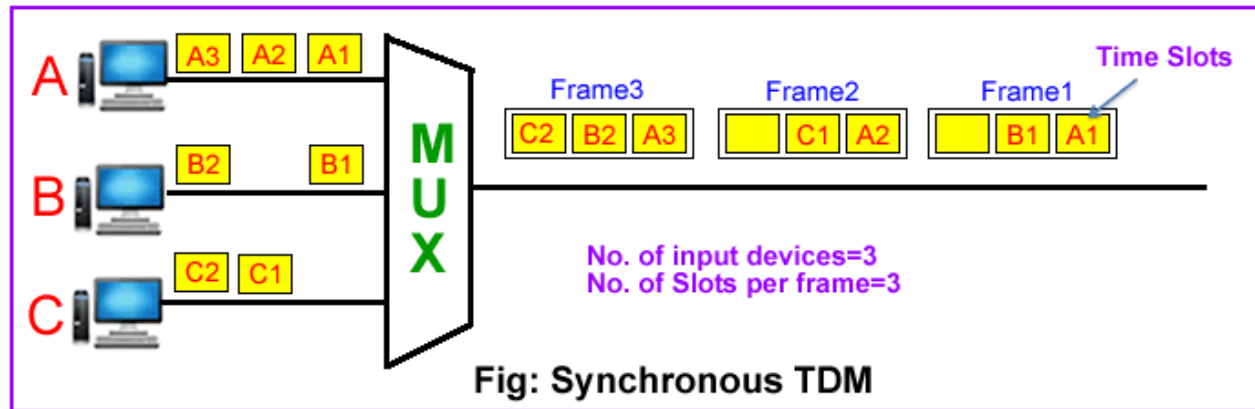 A
A3 A2 A1
Time Slots
Frame3 Frame2 Frame1
C2 B2 A3 C1 A2 B1 A1
B
B2 B1
MUX
C
C2 C1
No. of input devices=3
No. of Slots per frame=3
Fig: Synchronous TDM